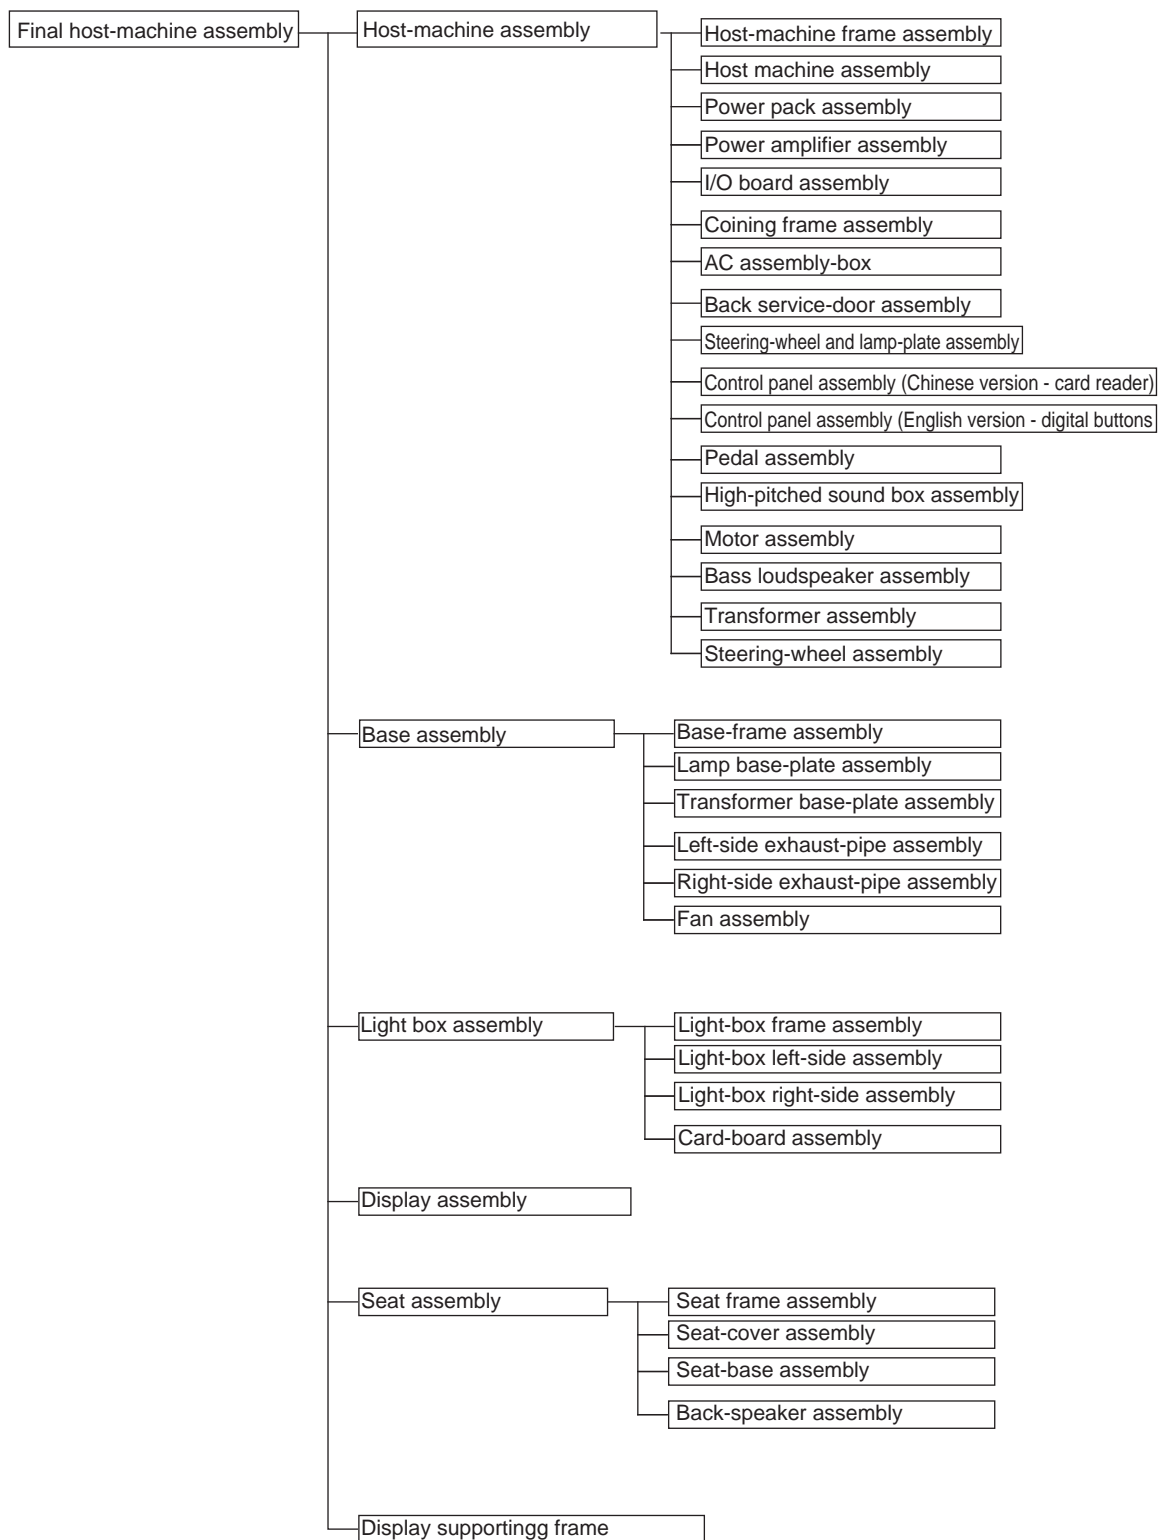 Final host-machine assembly
Host-machine assembly
Host-machine frame assembly
Host machine assembly
Power pack assembly
Power amplifier assembly
I/O board assembly
Coining frame assembly
AC assembly-box
Back service-door assembly
Steering-wheel and lamp-plate assembly
Control panel assembly (Chinese version - card reader)
Control panel assembly (English version - digital buttons
Pedal assembly
High-pitched sound box assembly
Motor assembly
Bass loudspeaker assembly
Transformer assembly
Steering-wheel assembly
Base assembly
Base-frame assembly
Lamp base-plate assembly
Transformer base-plate assembly
Left-side exhaust-pipe assembly
Right-side exhaust-pipe assembly
Fan assembly
Light box assembly
Light-box frame assembly
Light-box left-side assembly
Light-box right-side assembly
Card-board assembly
Display assembly
Seat assembly
Seat frame assembly
Seat-cover assembly
Seat-base assembly
Back-speaker assembly
Display supportingg frame